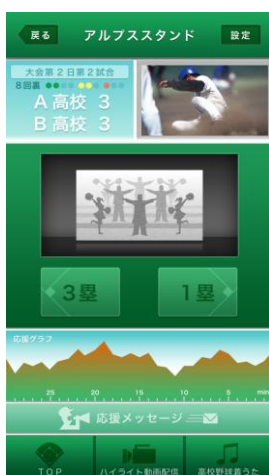 戻る アルプススタンド 設定
大会第2日第2試合
8回裏
A高校 3
B高校 3
3塁 1塁
応援グラフ
25 20 15 10 5 min
応援メッセージ
TOP ハイライト動画配信 高校野球着うた